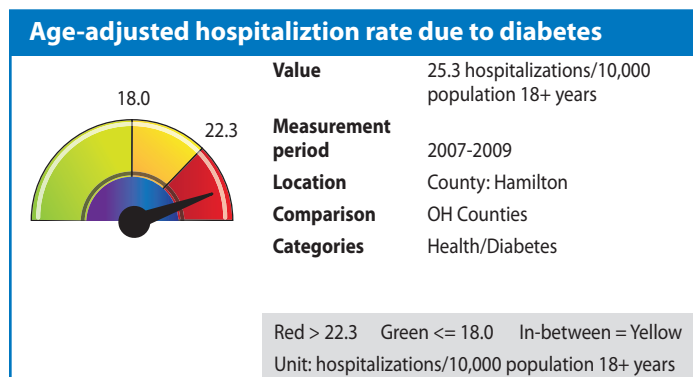 Age-adjusted hospitaliztion rate due to diabetes
18.0
22.3
Value 25.3 hospitalizations/10,000
population 18+ years
Measurement
period 2007-2009
Location County: Hamilton
Comparison OH Counties
Categories Health/Diabetes
Red > 22.3 Green <= 18.0 In-between = Yellow
Unit: hospitalizations/10,000 population 18+ years